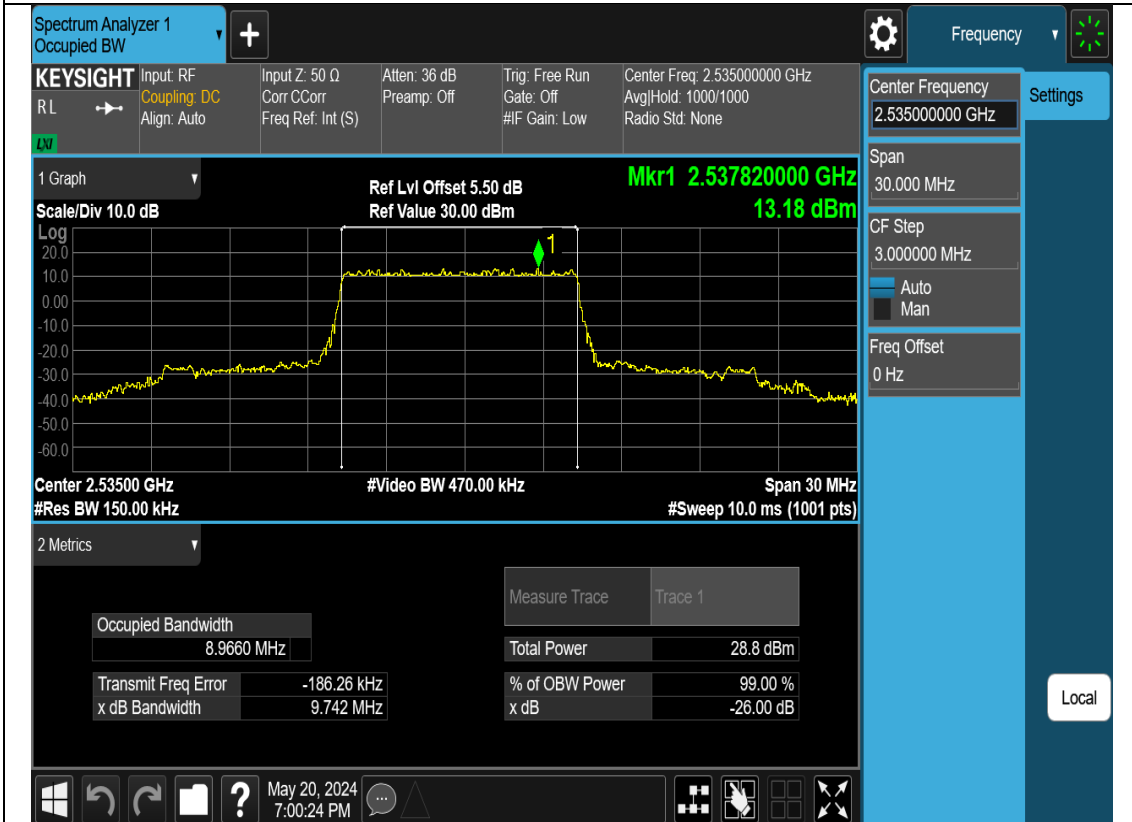 Spectrum Analyzer 1
Occupied BW
Frequency
KEYSIGHT
RL
LXI
Input: RF
Coupling: DC
Align: Auto
Input Z: 50 Ω
Corr CCorr
Freq Ref: Int (S)
Atten: 36 dB
Preamp: Off
Trig: Free Run
Gate: Off
#IF Gain: Low
Center Freq: 2.535000000 GHz
Avg|Hold: 1000/1000
Radio Std: None
1 Graph
Scale/Div 10.0 dB
Ref Lvl Offset 5.50 dB
Ref Value 30.00 dBm
Mkr1 2.537820000 GHz
13.18 dBm
Log
20.0
10.0
0.00
-10.0
-20.0
-30.0
-40.0
-50.0
-60.0
1
Center 2.53500 GHz
#Res BW 150.00 kHz
#Video BW 470.00 kHz
Span 30 MHz
#Sweep 10.0 ms (1001 pts)
2 Metrics
Measure Trace Trace 1
Occupied Bandwidth
8.9660 MHz
Total Power 28.8 dBm
Transmit Freq Error -186.26 kHz
% of OBW Power 99.00 %
x dB Bandwidth 9.742 MHz
x dB -26.00 dB
Center Frequency
2.535000000 GHz
Settings
Span
30.000 MHz
CF Step
3.000000 MHz
Auto
Man
Freq Offset
0 Hz
Local
?
May 20, 2024
7:00:24 PM